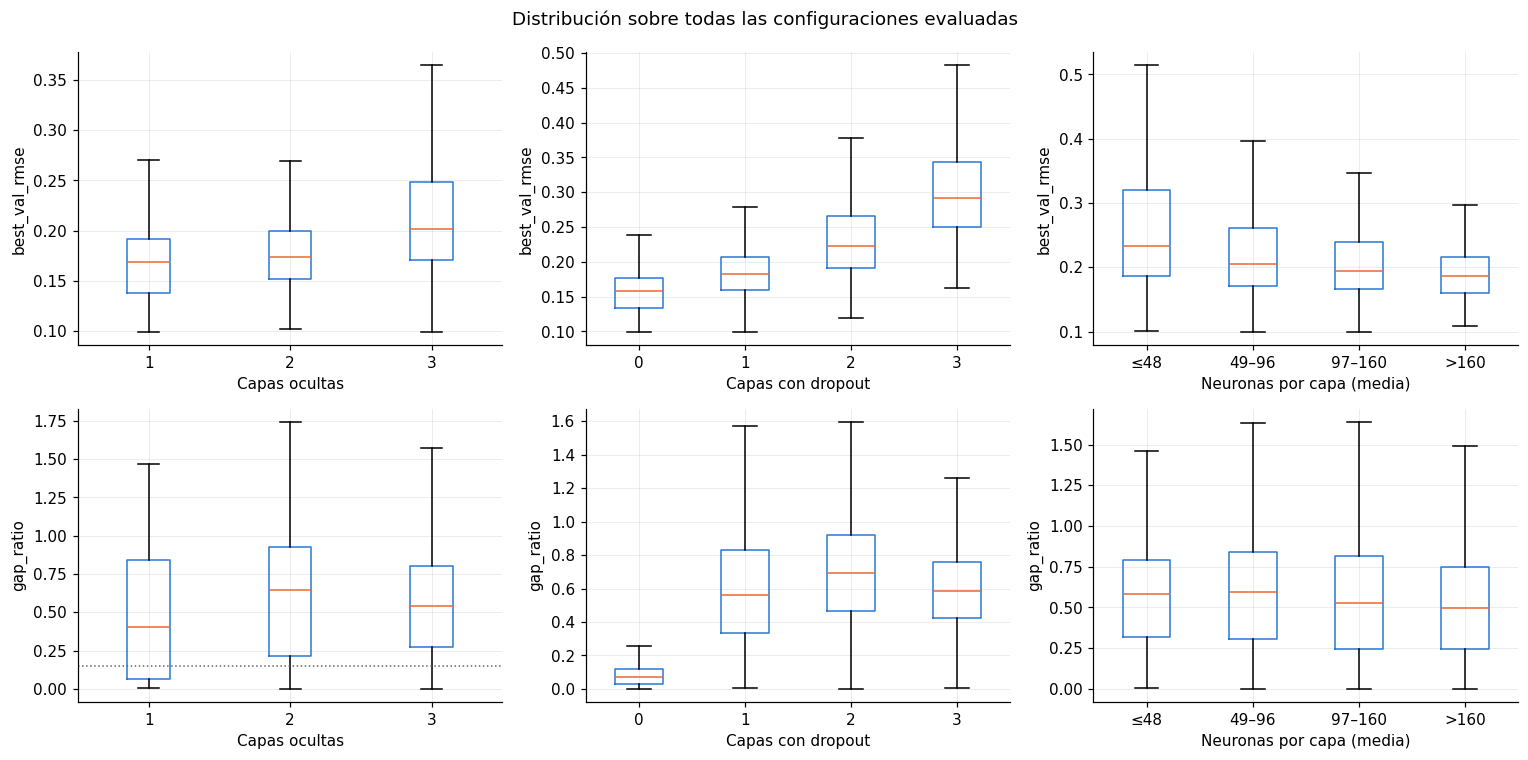 Distribución sobre todas las configuraciones evaluadas
best_val_rmse
0.35
0.30
0.25
0.20
0.15
0.10
1 2 3
Capas ocultas
best_val_rmse
0.50
0.45
0.40
0.35
0.30
0.25
0.20
0.15
0.10
0 1 2 3
Capas con dropout
best_val_rmse
0.5
0.4
0.3
0.2
0.1
≤48 49–96 97–160 >160
Neuronas por capa (media)
gap_ratio
1.75
1.50
1.25
1.00
0.75
0.50
0.25
0.00
1 2 3
Capas ocultas
gap_ratio
1.6
1.4
1.2
1.0
0.8
0.6
0.4
0.2
0.0
0 1 2 3
Capas con dropout
gap_ratio
1.50
1.25
1.00
0.75
0.50
0.25
0.00
≤48 49–96 97–160 >160
Neuronas por capa (media)